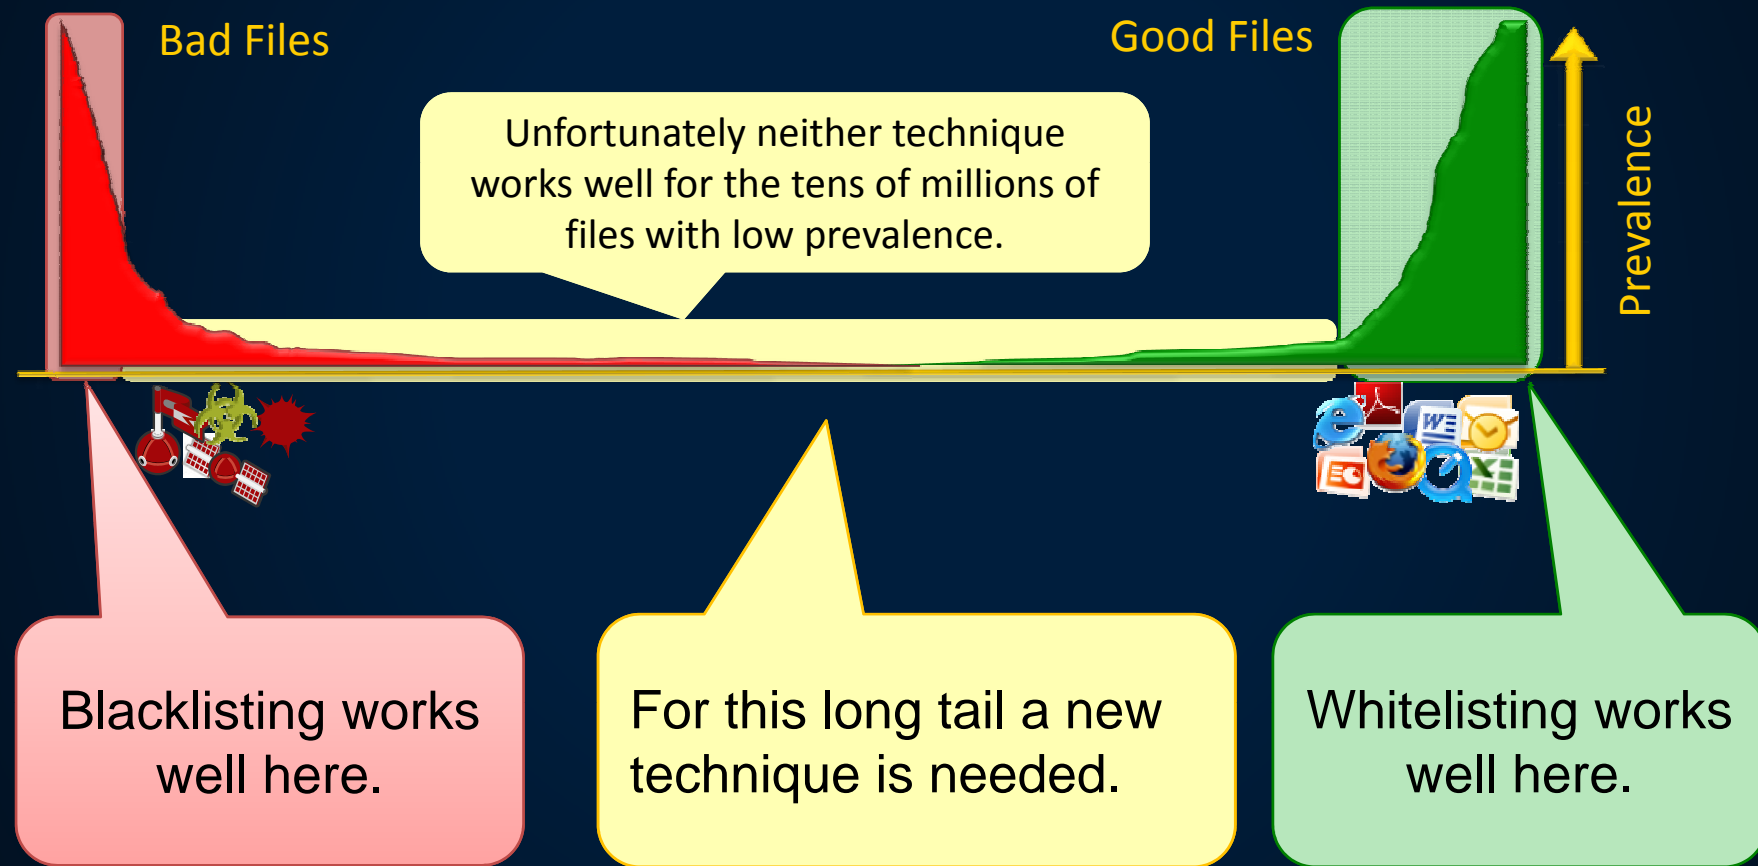 Bad Files
Good Files
Unfortunately neither technique
works well for the tens of millions of
files with low prevalence.
Prevalence
Blacklisting works
well here.
For this long tail a new
technique is needed.
Whitelisting works
well here.